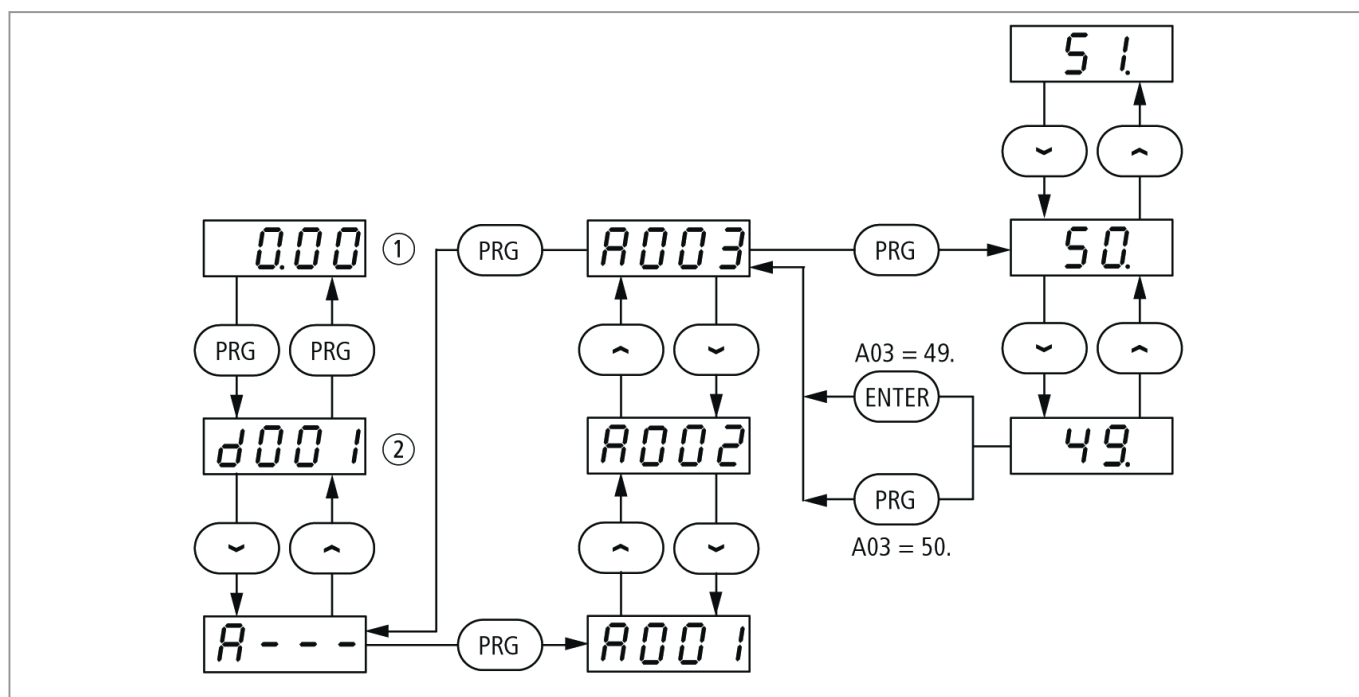 51.
0.00
①
PRG
A003
PRG
50.
PRG
PRG
A03 = 49.
ENTER
d001
②
A002
49.
PRG
A03 = 50.
A---
PRG
A001